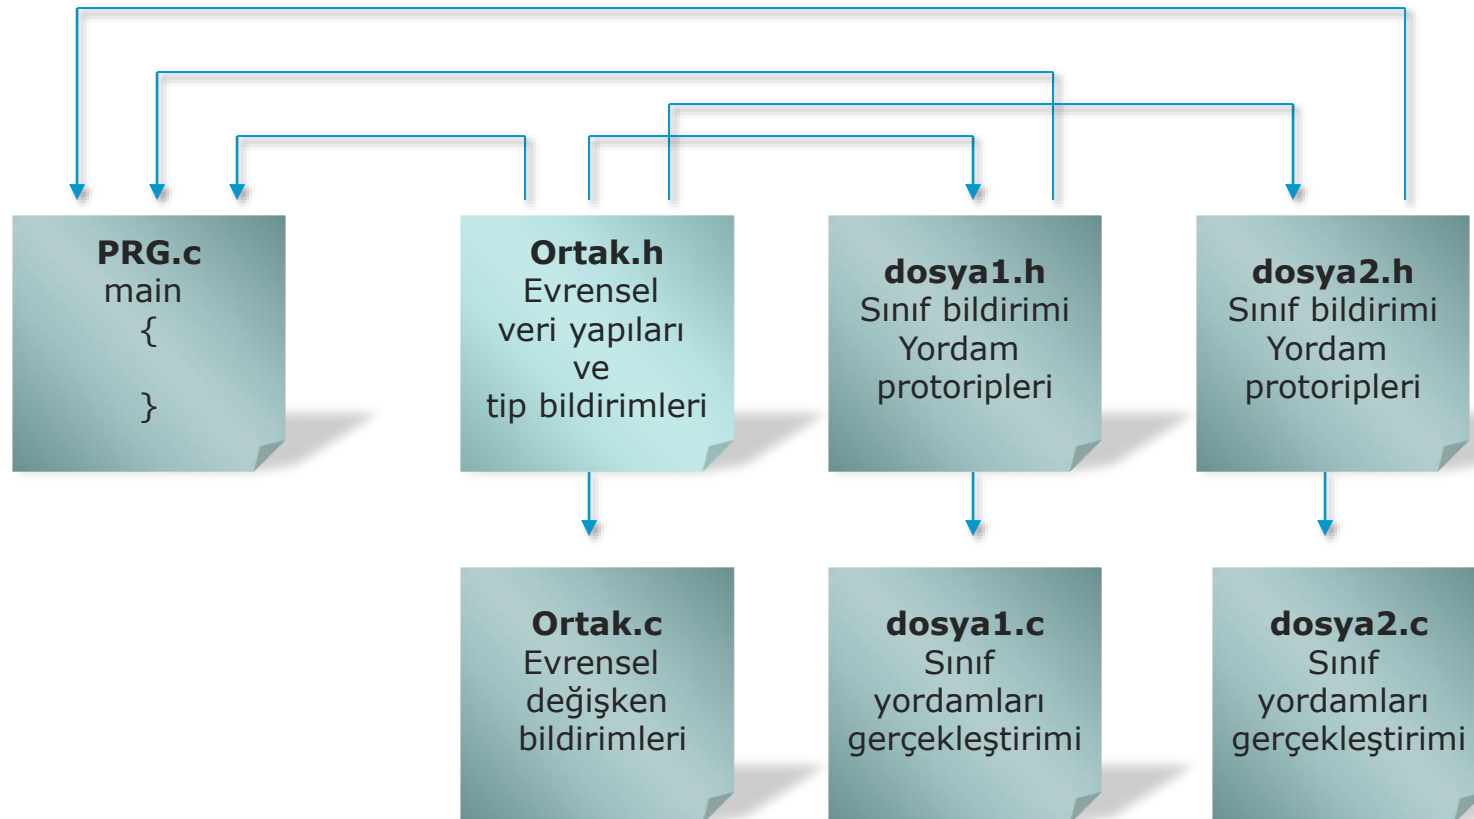 PRG.c
main
{
}
Ortak.h
Evrensel
veri yapıları
ve
tip bildirimleri
dosya1.h
Sınıf bildirimi
Yordam
protoripleri
dosya2.h
Sınıf bildirimi
Yordam
protoripleri
Ortak.c
Evrensel
değişken
bildirimleri
dosya1.c
Sınıf
yordamları
gerçekleştirimi
dosya2.c
Sınıf
yordamları
gerçekleştirimi